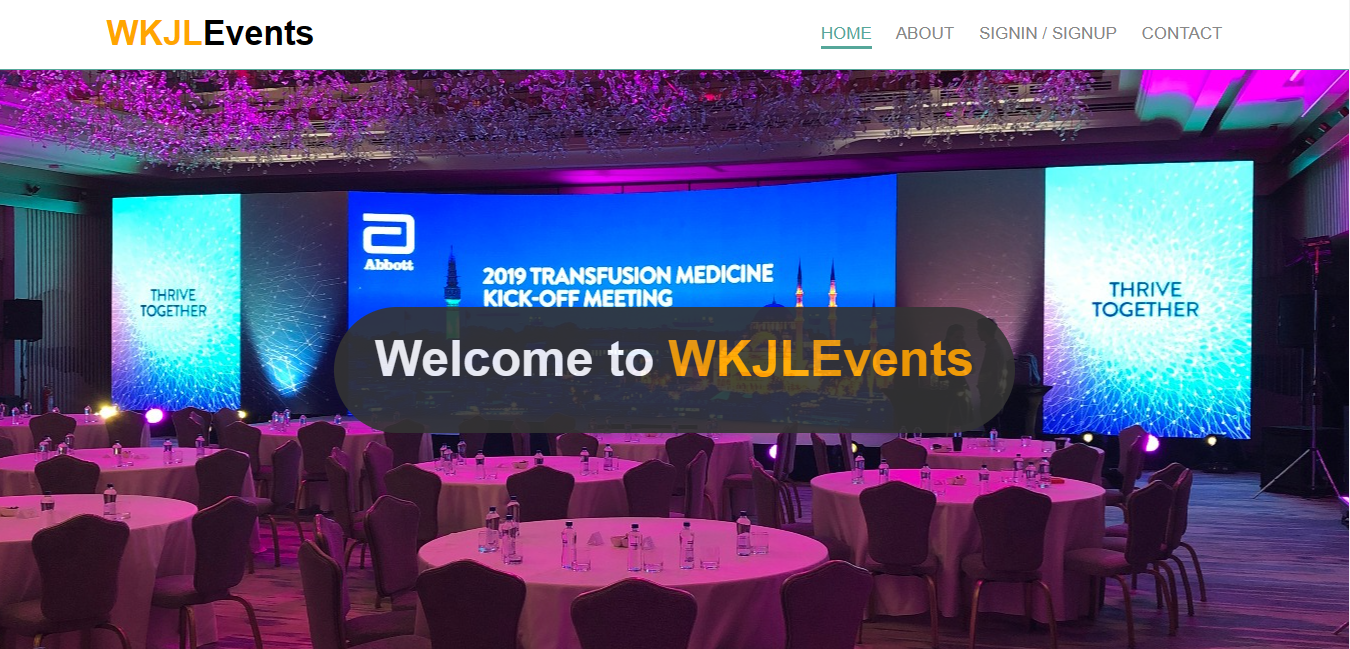 WKJLEvents
HOME
ABOUT
SIGNIN / SIGNUP
CONTACT
THRIVE
TOGETHER
Abbott
2019 TRANSFUSION MEDICINE
KICK-OFF MEETING
THRIVE
TOGETHER
Welcome to WKJLEvents